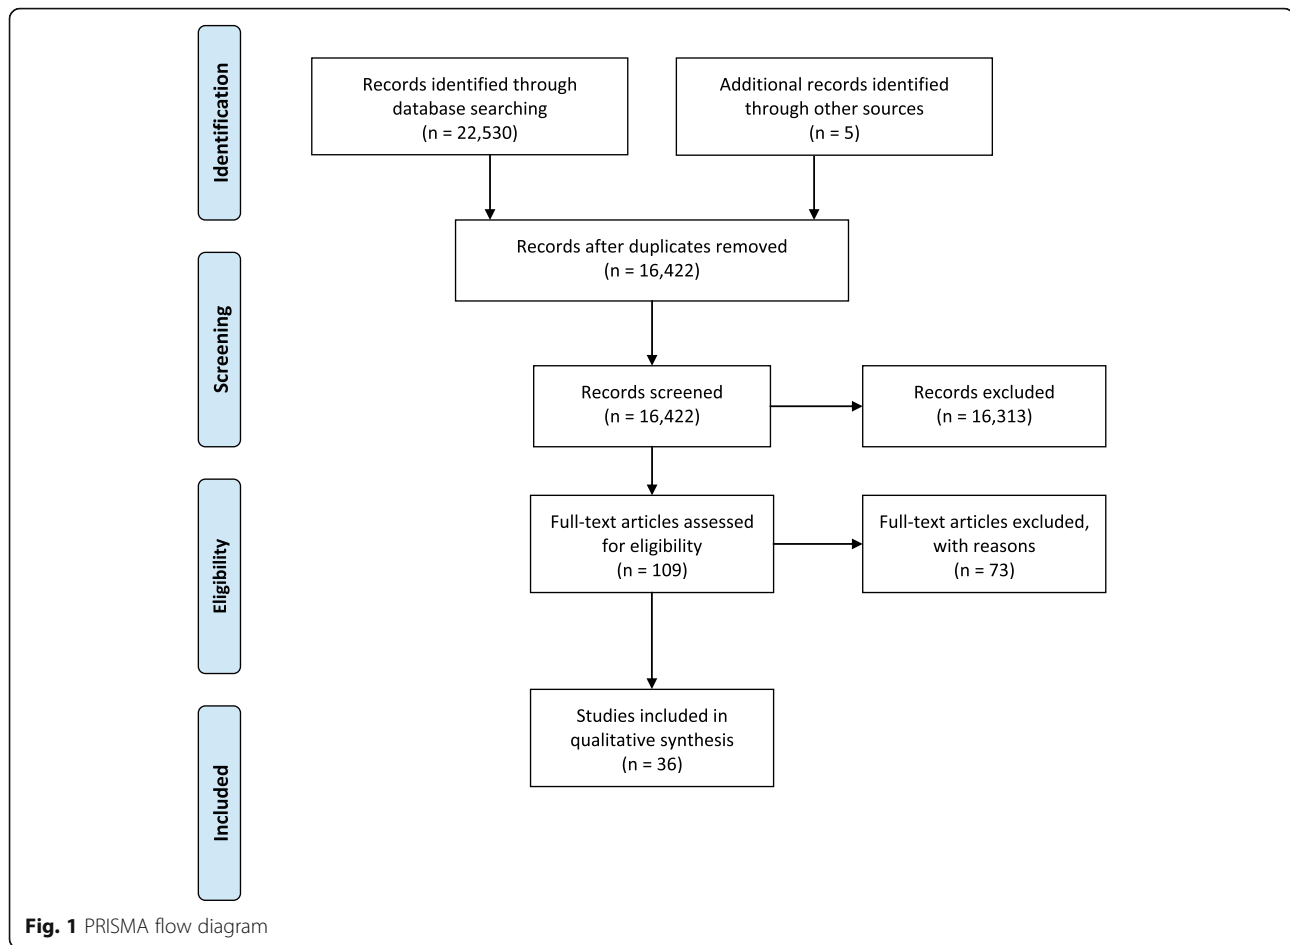 Identification
Records identified through
database searching
(n = 22,530)
Additional records identified
through other sources
(n = 5)
Records after duplicates removed
(n = 16,422)
Screening
Records screened
(n = 16,422)
Records excluded
(n = 16,313)
Eligibility
Full-text articles assessed
for eligibility
(n = 109)
Full-text articles excluded,
with reasons
(n = 73)
Included
Studies included in
qualitative synthesis
(n = 36)
Fig. 1 PRISMA flow diagram